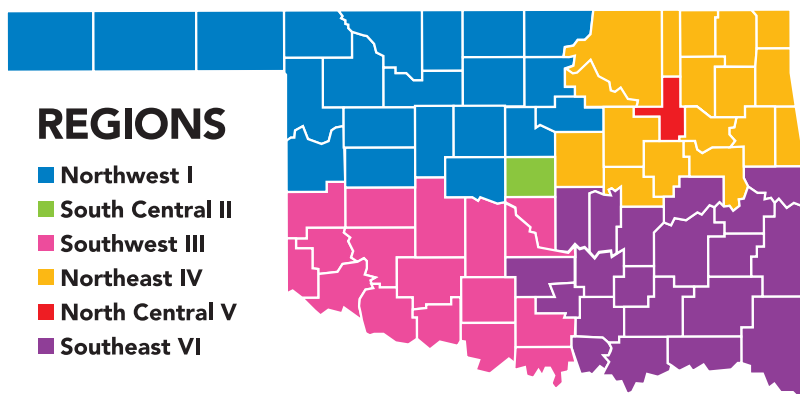 REGIONS
Northwest I
South Central II
Southwest III
Northeast IV
North Central V
Southeast VI